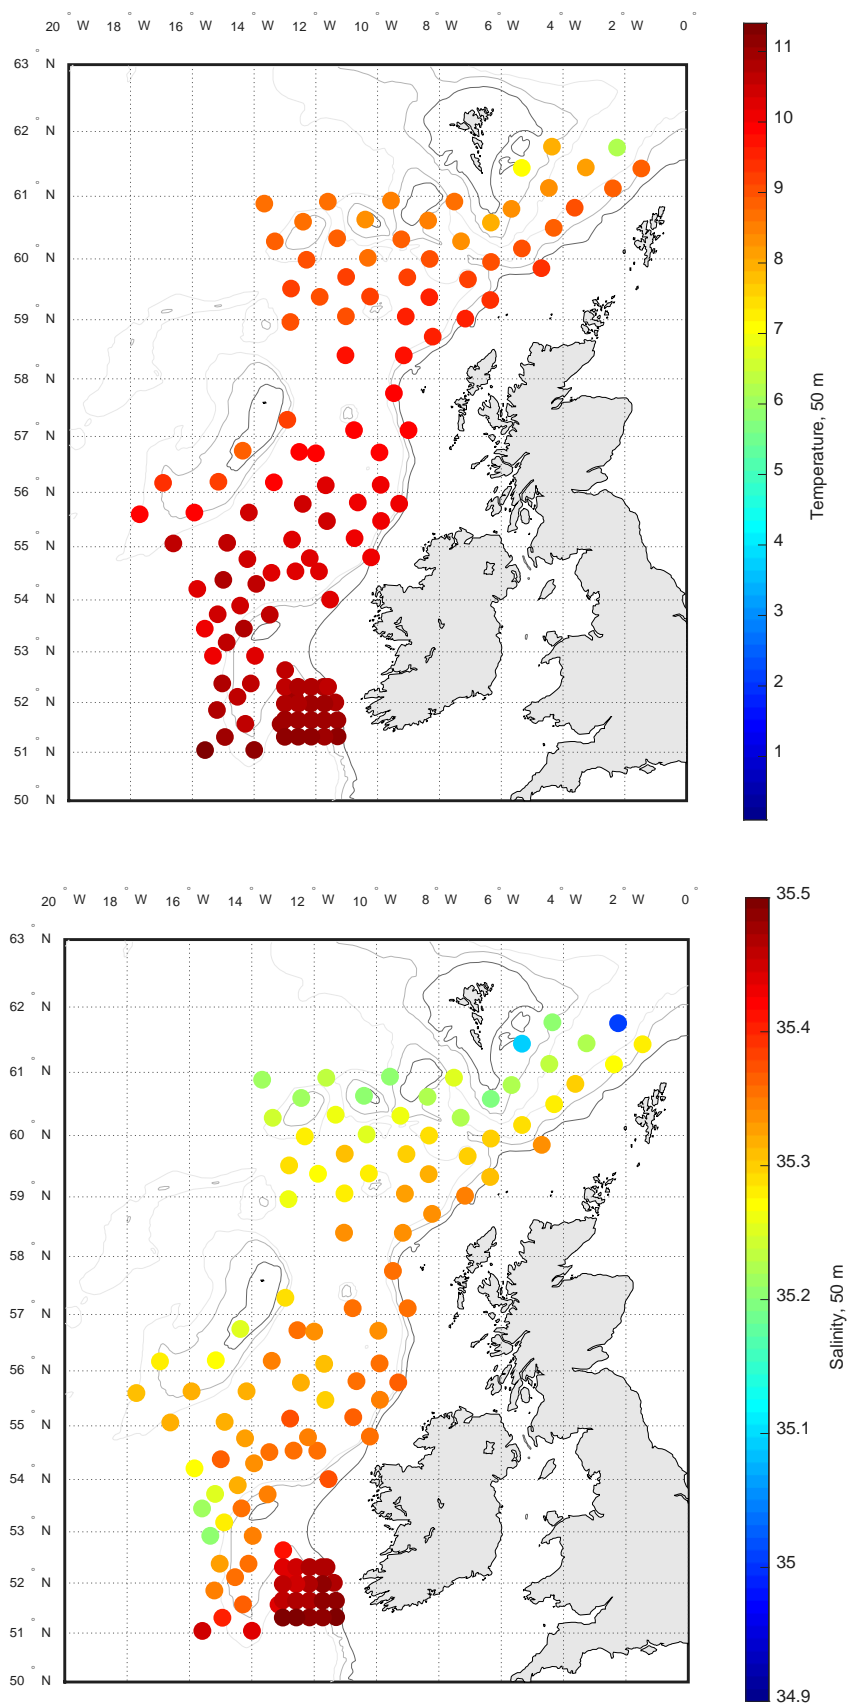 20 °W 18 °W 16 °W 14 °W 12 °W 10 °W 8 °W 6 °W 4 °W 2 °W 0 °
63 °N
62 °N
61 °N
60 °N
59 °N
58 °N
57 °N
56 °N
55 °N
54 °N
53 °N
52 °N
51 °N
50 °N
11
10
9
8
7
6
5
4
3
2
1
Temperature, 50 m
20 °W 18 °W 16 °W 14 °W 12 °W 10 °W 8 °W 6 °W 4 °W 2 °W 0 °
63 °N
62 °N
61 °N
60 °N
59 °N
58 °N
57 °N
56 °N
55 °N
54 °N
53 °N
52 °N
51 °N
50 °N
35.5
35.4
35.3
35.2
35.1
35
34.9
Salinity, 50 m